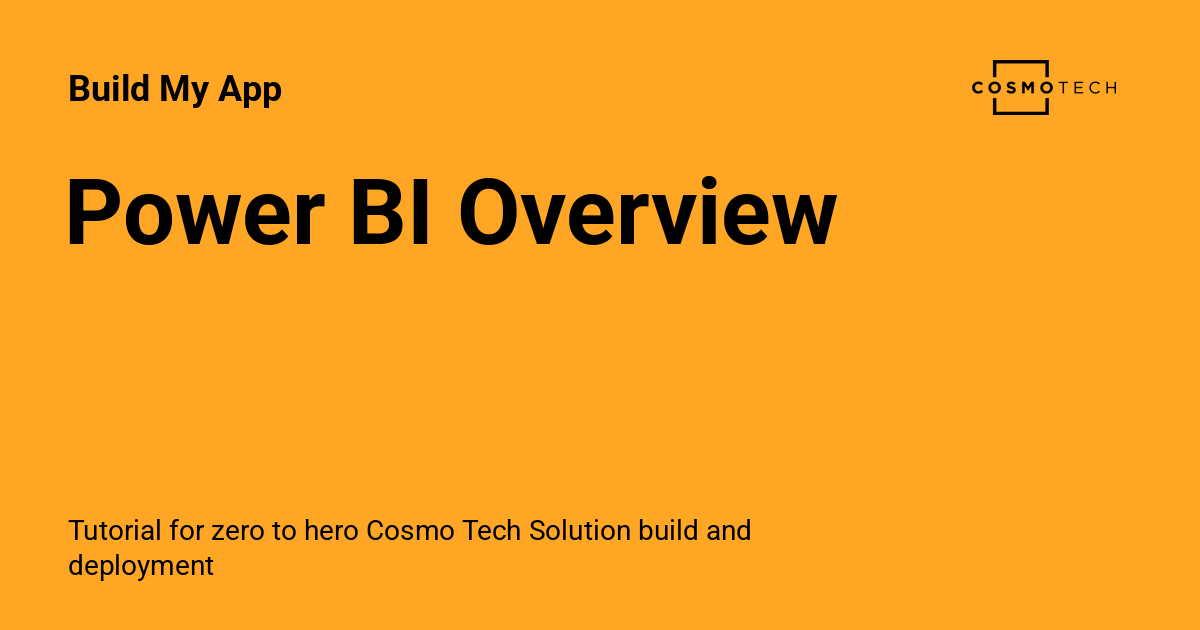 Build My App
COSMOTECH
Power BI Overview
Tutorial for zero to hero Cosmo Tech Solution build and
deployment